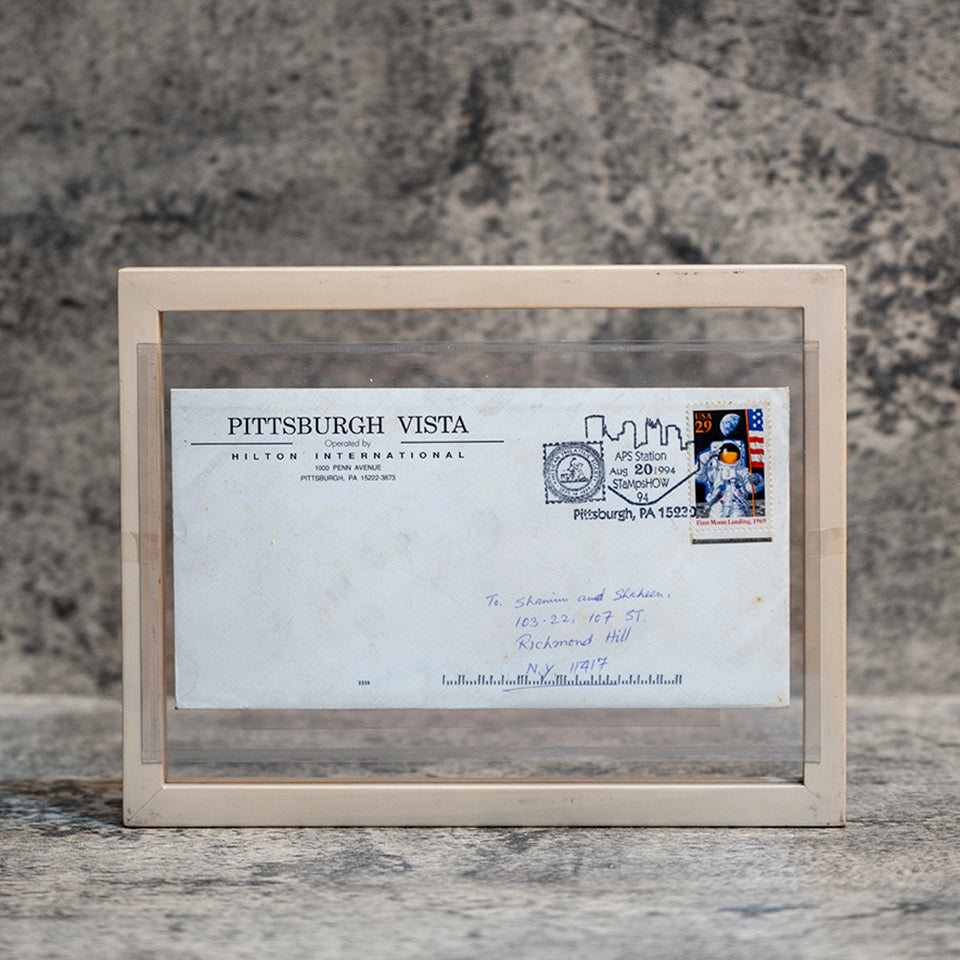 PITTSBURGH VISTA
Operated by
HILTON INTERNATIONAL
1000 PENN AVENUE
PITTSBURGH, PA 15222-3873
APS Station
Aug 20 1994
STampsHOW
94
Pittsburgh, PA 15230
USA
29
First Moon Landing, 1969
To. Shamim and Shaheen.
103-22, 107 ST.
Richmond Hill
N.Y 11417